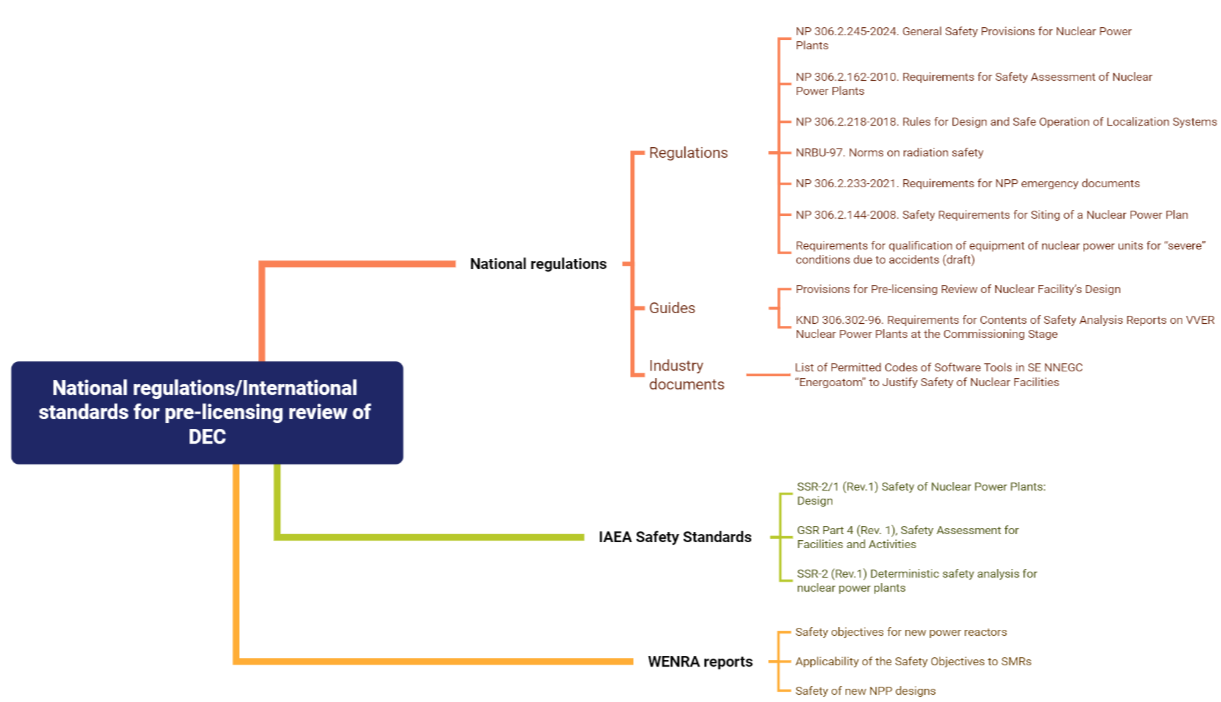 National regulations/International
standards for pre-licensing review of
DEC
National regulations
Regulations
NP 306.2.245-2024. General Safety Provisions for Nuclear Power
Plants
NP 306.2.162-2010. Requirements for Safety Assessment of Nuclear
Power Plants
NP 306.2.218-2018. Rules for Design and Safe Operation of Localization Systems
NRBU-97. Norms on radiation safety
NP 306.2.233-2021. Requirements for NPP emergency documents
NP 306.2.144-2008. Safety Requirements for Siting of a Nuclear Power Plan
Requirements for qualification of equipment of nuclear power units for “severe”
conditions due to accidents (draft)
Guides
Provisions for Pre-licensing Review of Nuclear Facility’s Design
KND 306.302-96. Requirements for Contents of Safety Analysis Reports on VVER
Nuclear Power Plants at the Commissioning Stage
Industry
documents
List of Permitted Codes of Software Tools in SE NNEGC
“Energoatom” to Justify Safety of Nuclear Facilities
IAEA Safety Standards
SSR-2/1 (Rev.1) Safety of Nuclear Power Plants:
Design
GSR Part 4 (Rev. 1), Safety Assessment for
Facilities and Activities
SSR-2 (Rev.1) Deterministic safety analysis for
nuclear power plants
WENRA reports
Safety objectives for new power reactors
Applicability of the Safety Objectives to SMRs
Safety of new NPP designs